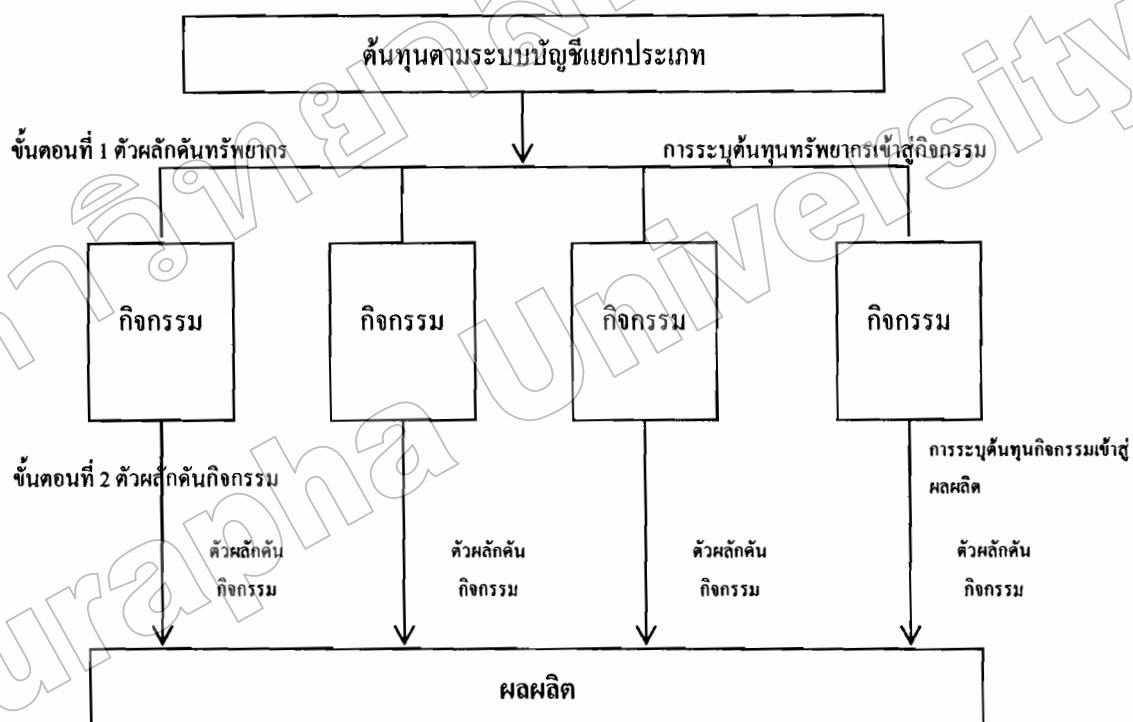 ต้นทุนตามระบบบัญชีแยกประเภท
ขั้นตอนที่ 1 ตัวผลักดันทรัพยากร
การระบุต้นทุนทรัพยากรเข้าสู่กิจกรรม
กิจกรรม
กิจกรรม
กิจกรรม
กิจกรรม
ขั้นตอนที่ 2 ตัวผลักดันกิจกรรม
การระบุต้นทุนกิจกรรมเข้าสู่
ผลผลิต
ตัวผลักดัน
กิจกรรม
ตัวผลักดัน
กิจกรรม
ตัวผลักดัน
กิจกรรม
ตัวผลักดัน
กิจกรรม
ผลผลิต
University